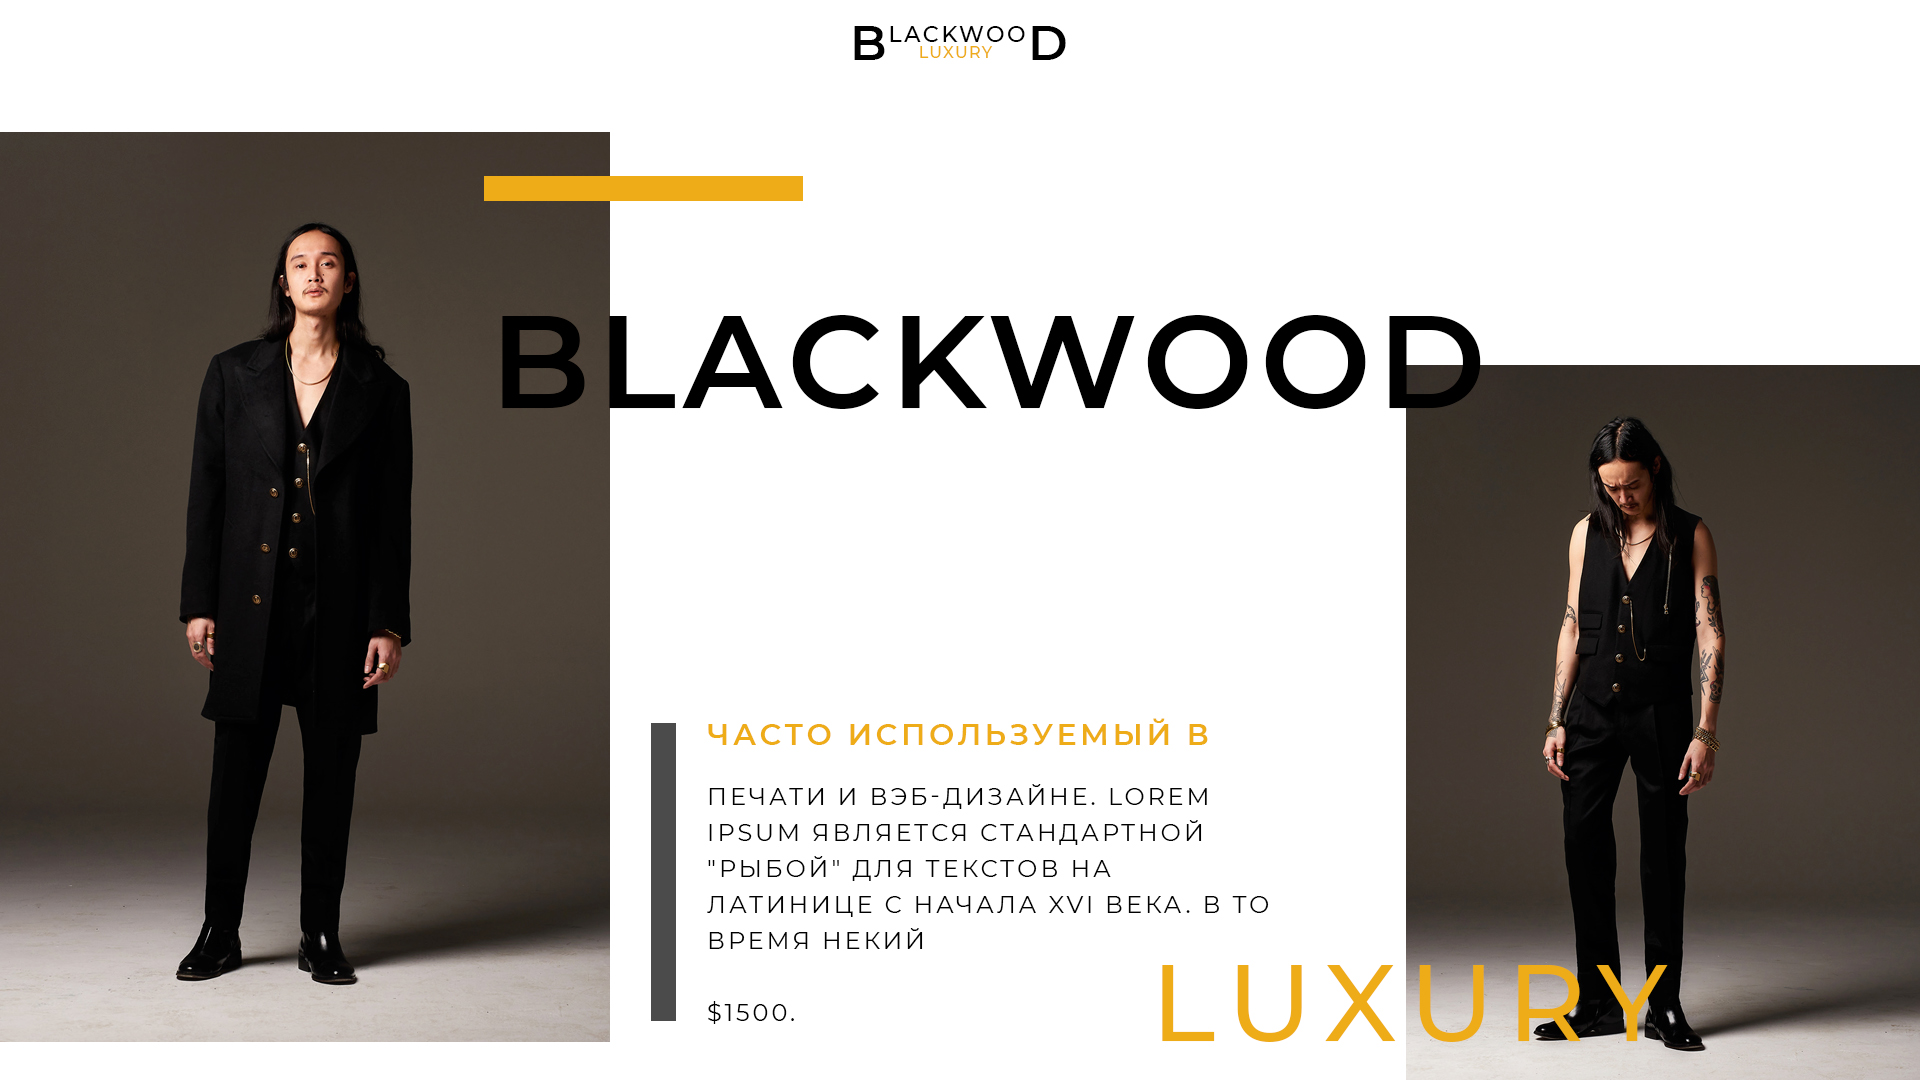 BLACKWOOD
LUXURY
BLACKWOOD
ЧАСТО ИСПОЛЬЗУЕМЫЙ В
ПЕЧАТИ И ВЭБ-ДИЗАЙНЕ. LOREM
IPSUM ЯВЛЯЕТСЯ СТАНДАРТНОЙ
"РЫБОЙ" ДЛЯ ТЕКСТОВ НА
ЛАТИНИЦЕ С НАЧАЛА XVI ВЕКА. В ТО
ВРЕМЯ НЕКИЙ
$1500.
LUXURY